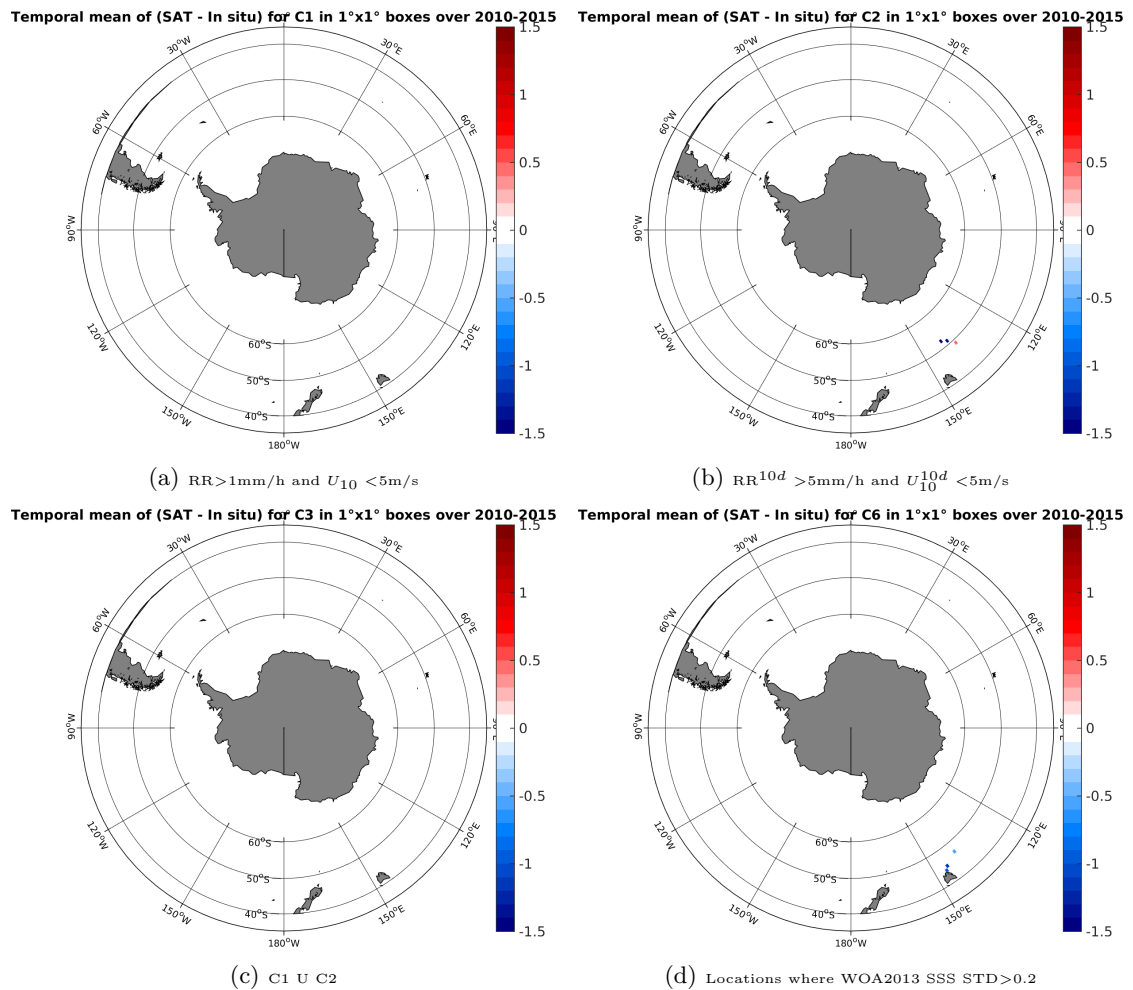 Temporal mean of (SAT - In situ) for C1 in 1°x1° boxes over 2010-2015
Temporal mean of (SAT - In situ) for C2 in 1°x1° boxes over 2010-2015
30°W
30°E
60°W
60°E
90°W
120°W
120°E
60°S
50°S
40°S
150°W
150°E
180°W
1.5
1
0.5
0
-0.5
-1
-1.5
30°W
30°E
60°W
60°E
90°W
120°W
120°E
60°S
50°S
40°S
150°W
150°E
180°W
1.5
1
0.5
0
-0.5
-1
-1.5
(a) RR>1mm/h and U10 <5m/s
(b) RR^10d >5mm/h and U10^10d <5m/s
Temporal mean of (SAT - In situ) for C3 in 1°x1° boxes over 2010-2015
Temporal mean of (SAT - In situ) for C6 in 1°x1° boxes over 2010-2015
30°W
30°E
60°W
60°E
90°W
120°W
120°E
60°S
50°S
40°S
150°W
150°E
180°W
1.5
1
0.5
0
-0.5
-1
-1.5
30°W
30°E
60°W
60°E
90°W
120°W
120°E
60°S
50°S
40°S
150°W
150°E
180°W
1.5
1
0.5
0
-0.5
-1
-1.5
(c) C1 U C2
(d) Locations where WOA2013 SSS STD>0.2